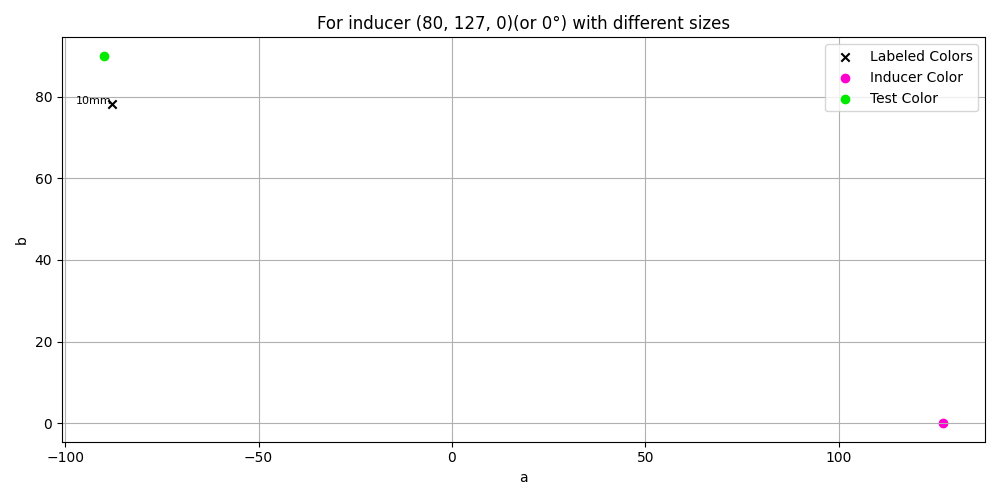 For inducer (80, 127, 0)(or 0°) with different sizes
Labeled Colors
Inducer Color
Test Color
10mm
80
60
40
20
0
b
−100
−50
0
50
100
a